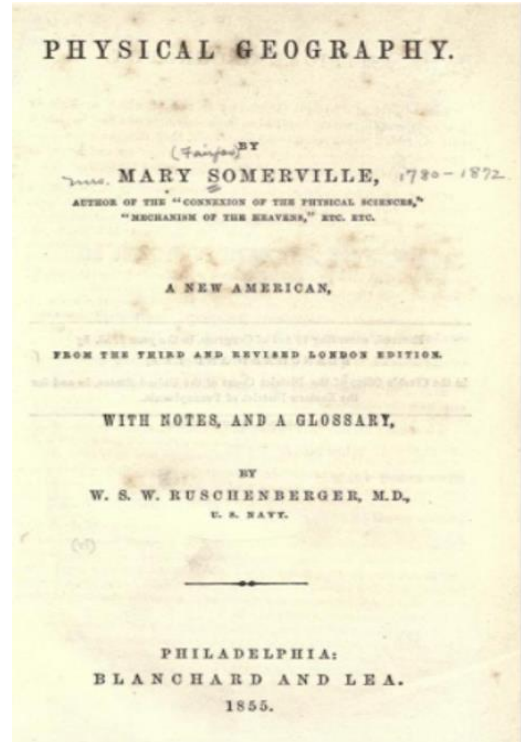 PHYSICAL GEOGRAPHY.
(Fairfax)
BY
Mrs. MARY SOMERVILLE, 1780-1872
AUTHOR OF THE "CONNEXION OF THE PHYSICAL SCIENCES,"
"MECHANISM OF THE HEAVENS," ETC. ETC.
A NEW AMERICAN,
FROM THE THIRD AND REVISED LONDON EDITION.
WITH NOTES, AND A GLOSSARY,
BY
W. S. W. RUSCHENBERGER, M.D.,
U. S. NAVY.
PHILADELPHIA:
BLANCHARD AND LEA.
1855.